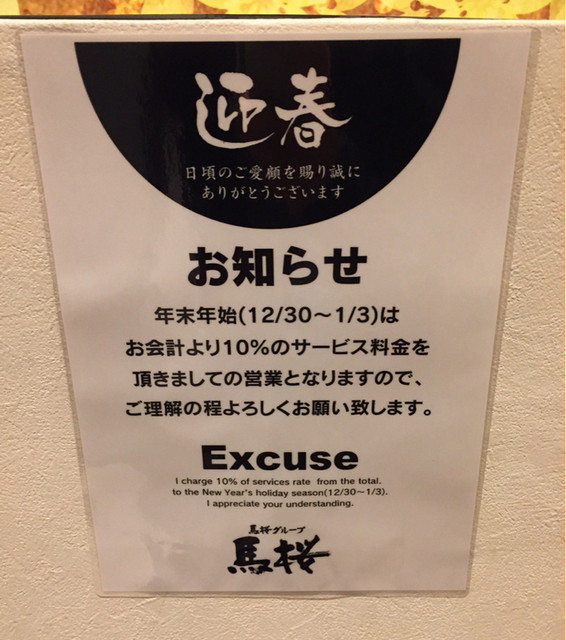 迎春
日頃のご愛顧を賜り誠に
ありがとうございます
お知らせ
年末年始(12/30〜1/3)は
お会計より10%のサービス料金を
頂きましての営業となりますので、
ご理解の程よろしくお願い致します。
Excuse
I charge 10% of services rate from the total.
to the New Year's holiday season(12/30〜1/3).
I appreciate your understanding.
馬桜グループ
馬桜